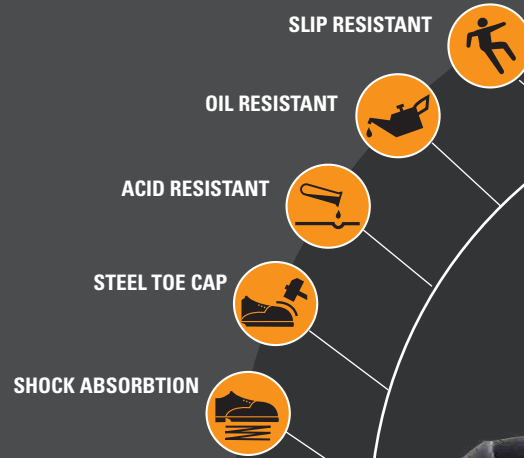 SLIP RESISTANT
OIL RESISTANT
ACID RESISTANT
STEEL TOE CAP
SHOCK ABSORBTION